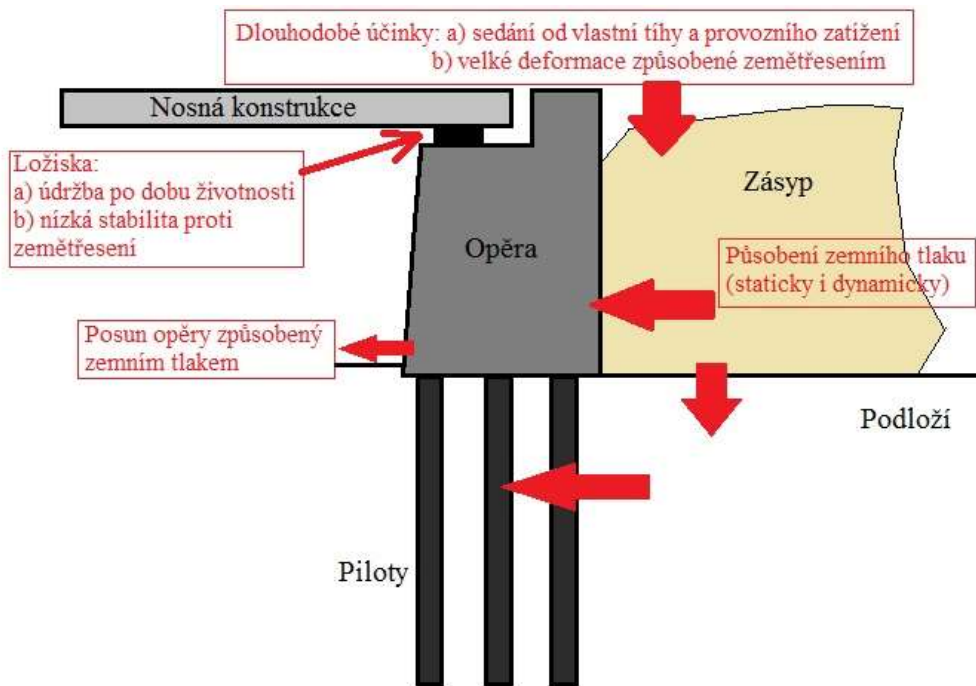 Dlouhodobé účinky: a) sedání od vlastní tíhy a provozního zatížení
b) velké deformace způsobené zemětřesením
Nosná konstrukce
Ložiska:
a) údržba po dobu životnosti
b) nízká stabilita proti
zemětřesení
Zásyp
Opěra
Působení zemního tlaku
(staticky i dynamicky)
Posun opěry způsobený
zemním tlakem
Podloží
Piloty